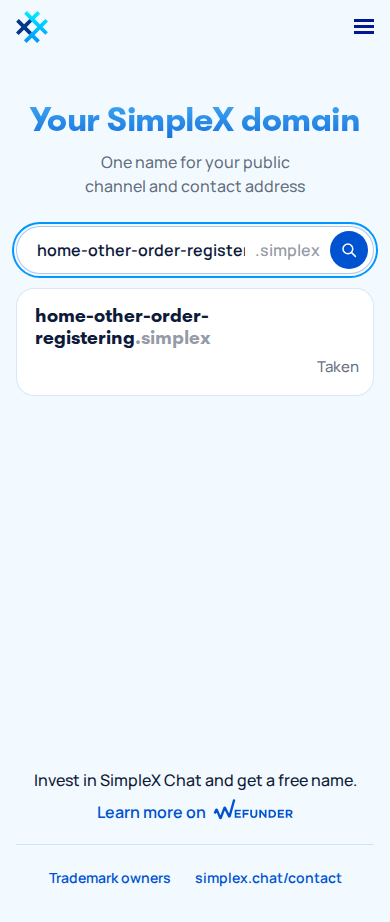 Your SimpleX domain
One name for your public
channel and contact address
home-other-order-register .simplex
home-other-order-
registering.simplex
Taken
Invest in SimpleX Chat and get a free name.
Learn more on WEFUNDER
Trademark owners simplex.chat/contact